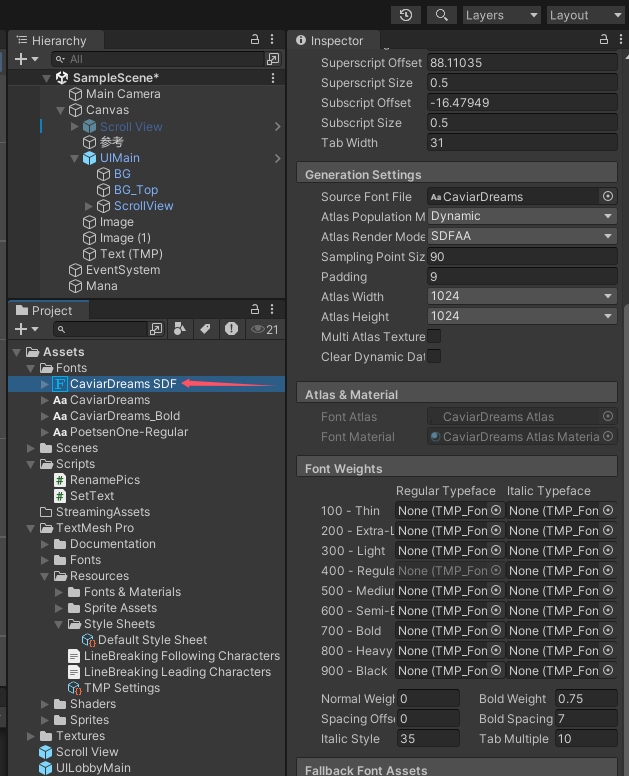 Layers
Layout
Hierarchy
All
SampleScene*
Main Camera
Canvas
Scroll View
参考
UIMain
BG
BG_Top
ScrollView
Image
Image (1)
Text (TMP)
EventSystem
Mana
Project
21
Assets
Fonts
CaviarDreams SDF
CaviarDreams
CaviarDreams_Bold
PoetsenOne-Regular
Scenes
Scripts
RenamePics
SetText
StreamingAssets
TextMesh Pro
Documentation
Fonts
Resources
Fonts & Materials
Sprite Assets
Style Sheets
Default Style Sheet
LineBreaking Following Characters
LineBreaking Leading Characters
TMP Settings
Shaders
Sprites
Textures
Scroll View
UILobbyMain
Inspector
Superscript Offset 88.11035
Superscript Size 0.5
Subscript Offset -16.47949
Subscript Size 0.5
Tab Width 31
Generation Settings
Source Font File CaviarDreams
Atlas Population M Dynamic
Atlas Render Mode SDFAA
Sampling Point Siz 90
Padding 9
Atlas Width 1024
Atlas Height 1024
Multi Atlas Texture
Clear Dynamic Dat
Atlas & Material
Font Atlas CaviarDreams Atlas
Font Material CaviarDreams Atlas Materia
Font Weights
Regular Typeface Italic Typeface
100 - Thin None (TMP_Fon None (TMP_Fon
200 - Extra-L None (TMP_Fon None (TMP_Fon
300 - Light None (TMP_Fon None (TMP_Fon
400 - Regula None (TMP_Fon None (TMP_Fon
500 - Mediun None (TMP_Fon None (TMP_Fon
600 - Semi-E None (TMP_Fon None (TMP_Fon
700 - Bold None (TMP_Fon None (TMP_Fon
800 - Heavy None (TMP_Fon None (TMP_Fon
900 - Black None (TMP_Fon None (TMP_Fon
Normal Weigh 0 Bold Weight 0.75
Spacing Offse 0 Bold Spacing 7
Italic Style 35 Tab Multiple 10
Fallback Font Assets